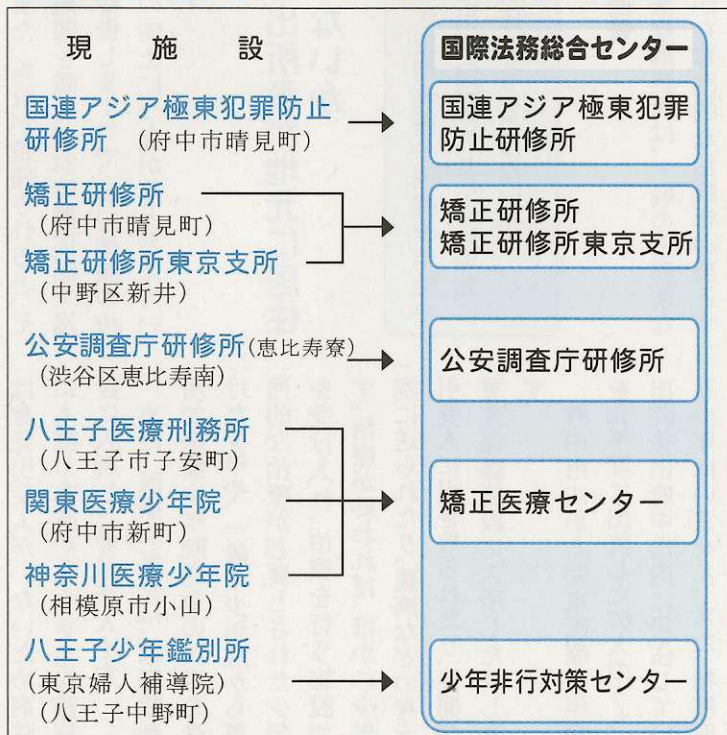 現施設
国連アジア極東犯罪防止
研修所 (府中市晴見町)
矯正研修所
(府中市晴見町)
矯正研修所東京支所
(中野区新井)
公安調査庁研修所(恵比寿寮)
(渋谷区恵比寿南)
八王子医療刑務所
(八王子市子安町)
関東医療少年院
(府中市新町)
神奈川医療少年院
(相模原市小山)
八王子少年鑑別所
(東京婦人補導院)
(八王子中野町)
国際法務総合センター
国連アジア極東犯罪
防止研修所
矯正研修所
矯正研修所東京支所
公安調査庁研修所
矯正医療センター
少年非行対策センター